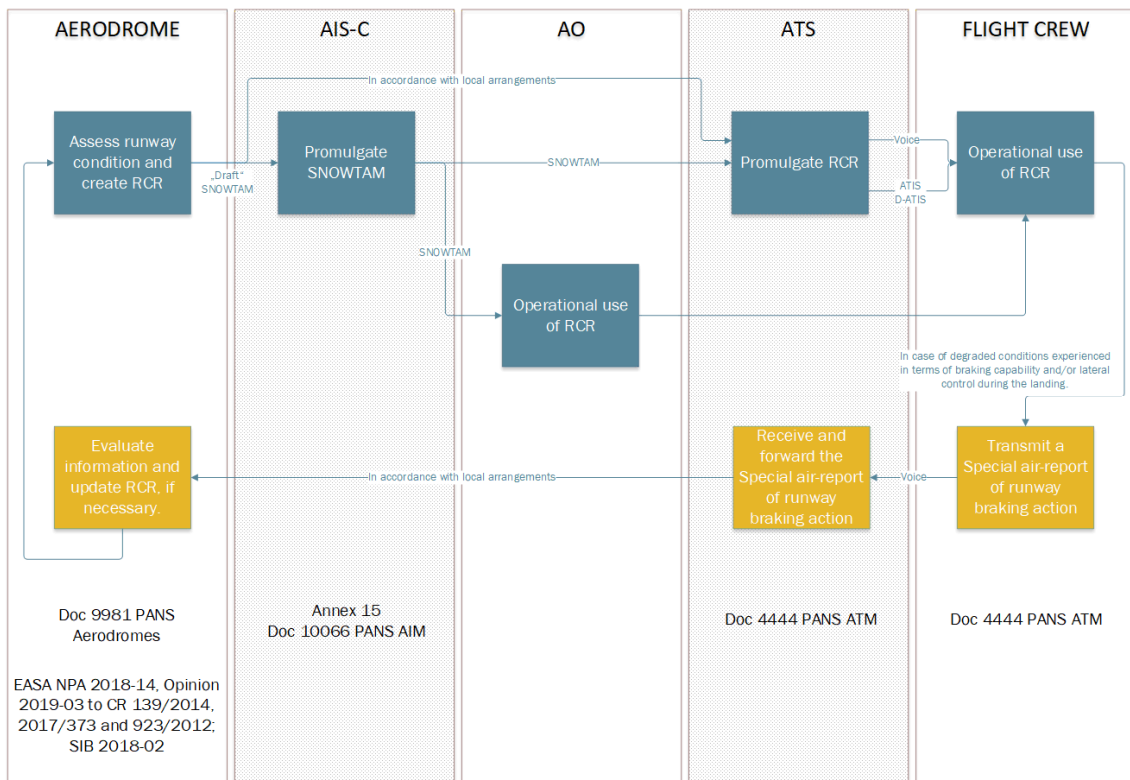 AERODROME
AIS-C
AO
ATS
FLIGHT CREW
In accordance with local arrangements
Assess runway
condition and
create RCR
„Draft“
SNOWTAM
Promulgate
SNOWTAM
SNOWTAM
Promulgate RCR
Voice
ATIS
D-ATIS
Operational use
of RCR
SNOWTAM
Operational use
of RCR
In case of degraded conditions experienced
in terms of braking capability and/or lateral
control during the landing.
Evaluate
information and
update RCR, if
necessary.
In accordance with local arrangements
Receive and
forward the
Special air-report
of runway
braking action
Voice
Transmit a
Special air-report
of runway
braking action
Doc 9981 PANS
Aerodromes
EASA NPA 2018-14, Opinion
2019-03 to CR 139/2014,
2017/373 and 923/2012;
SIB 2018-02
Annex 15
Doc 10066 PANS AIM
Doc 4444 PANS ATM
Doc 4444 PANS ATM